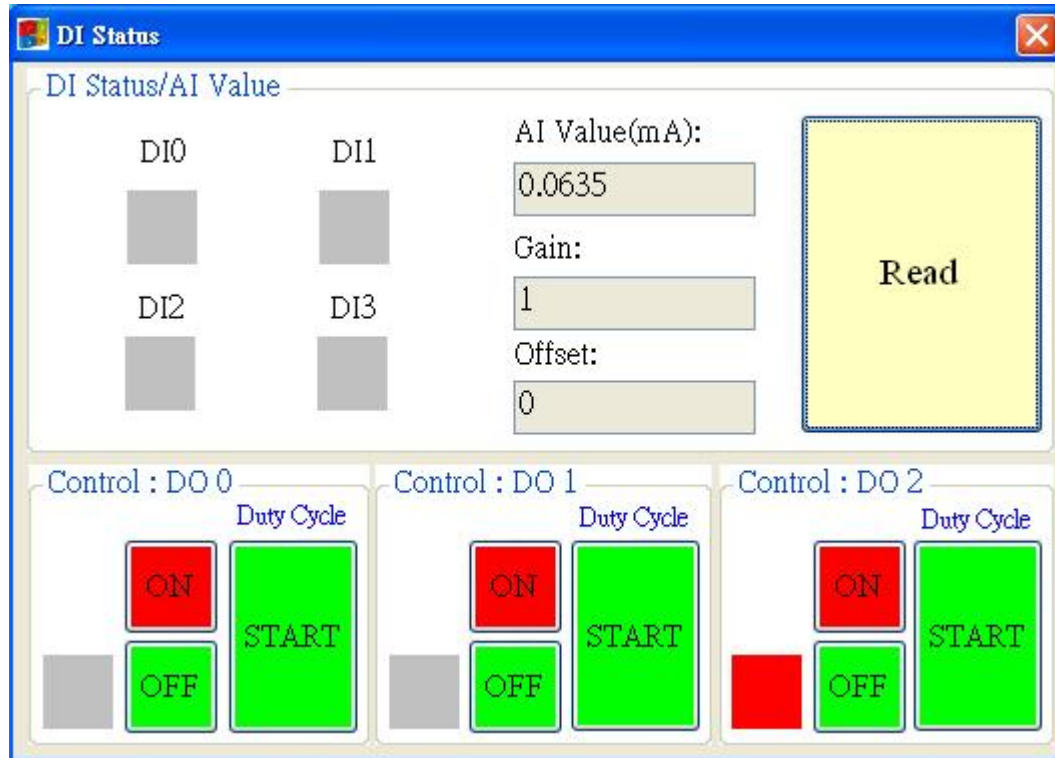 DI Status
DI Status/AI Value
DI0
DI1
DI2
DI3
AI Value(mA):
0.0635
Gain:
1
Offset:
0
Read
Control : DO 0
Duty Cycle
ON
OFF
START
Control : DO 1
Duty Cycle
ON
OFF
START
Control : DO 2
Duty Cycle
ON
OFF
START